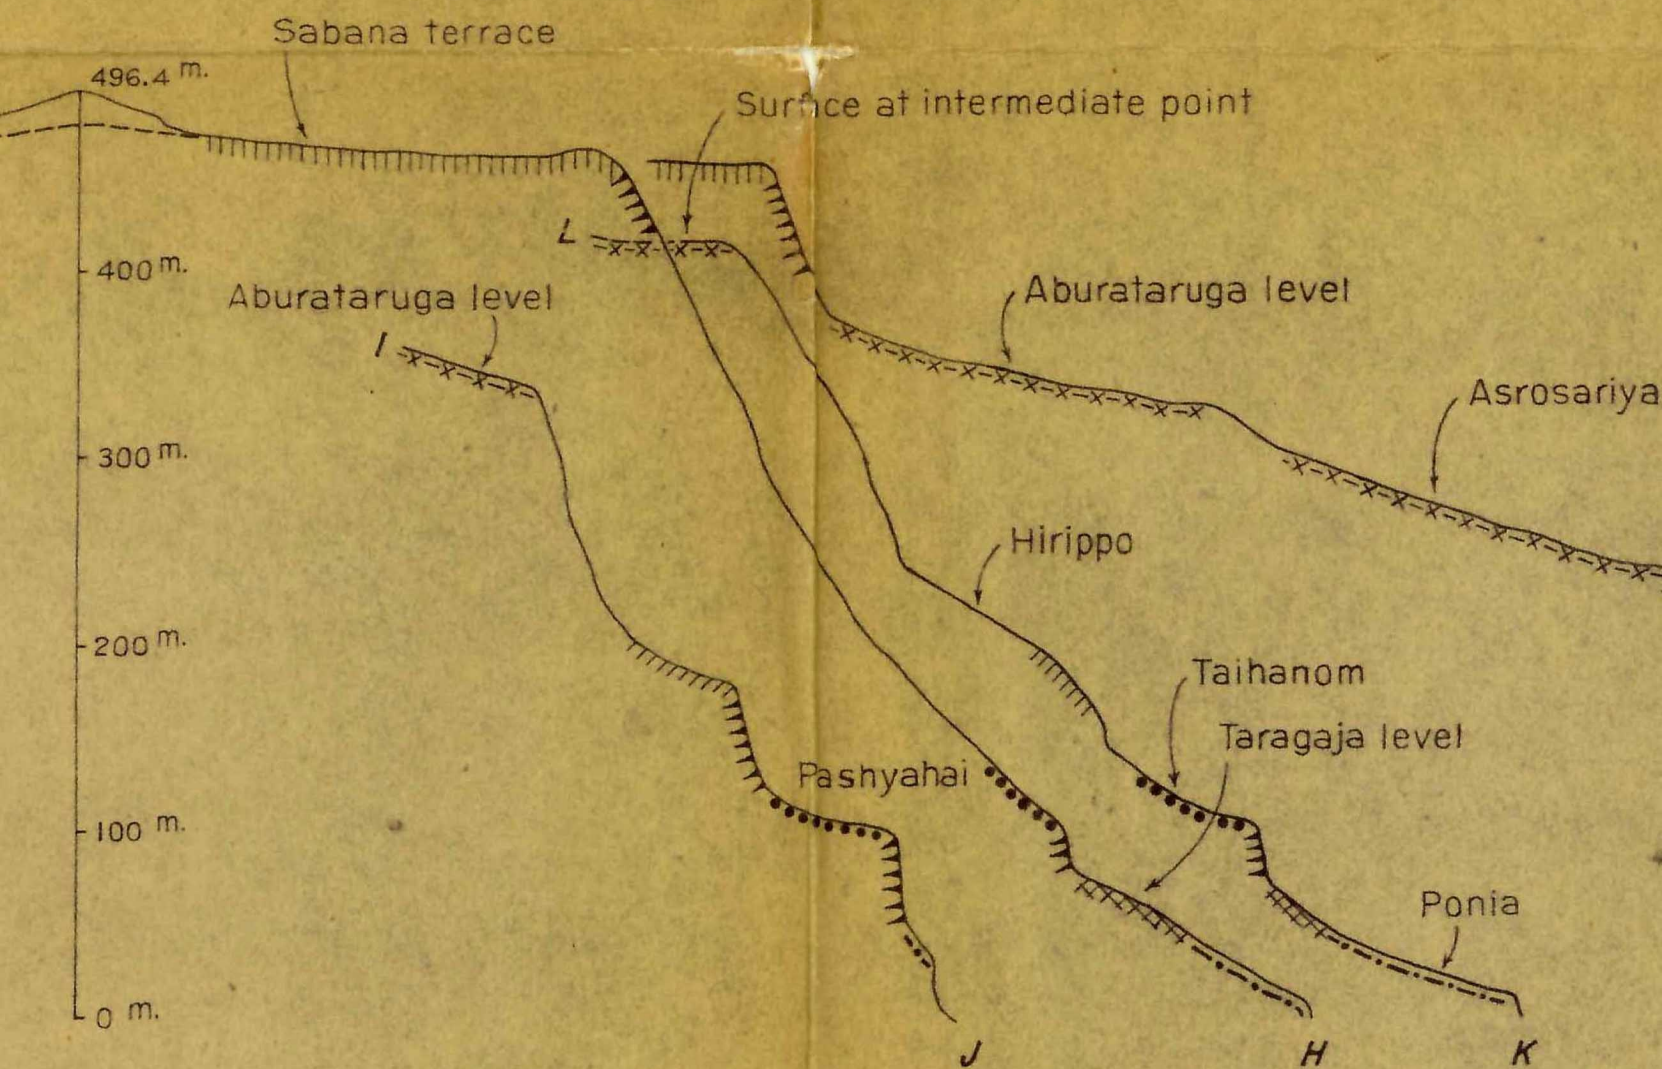 Sabana terrace
496.4 m.
Surfice at intermediate point
L
400 m.
Aburataruga level
Aburataruga level
I
Asrosariya
300 m.
Hirippo
200 m.
Taihanom
Taragaja level
Pashyahai
100 m.
Ponia
0 m.
J
H
K